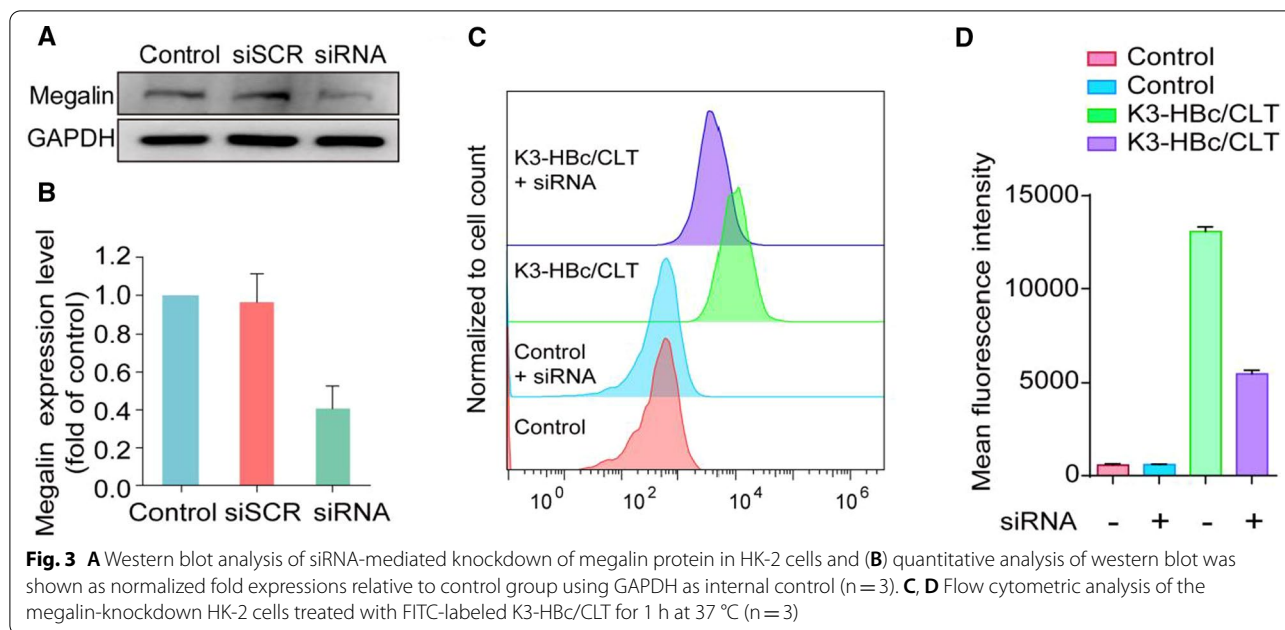 A
Control siSCR siRNA
Megalin
GAPDH
B
Megalin expression level
(fold of control)
1.2
1.0
0.8
0.6
0.4
0.2
0.0
Control siSCR siRNA
C
Normalized to cell count
K3-HBc/CLT
+ siRNA
K3-HBc/CLT
Control
+ siRNA
Control
10^0 10^2 10^4 10^6
D
Control
Control
K3-HBc/CLT
K3-HBc/CLT
Mean fluorescence intensity
15000
10000
5000
0
siRNA - + - +
Fig. 3 A Western blot analysis of siRNA-mediated knockdown of megalin protein in HK-2 cells and (B) quantitative analysis of western blot was
shown as normalized fold expressions relative to control group using GAPDH as internal control (n = 3). C, D Flow cytometric analysis of the
megalin-knockdown HK-2 cells treated with FITC-labeled K3-HBc/CLT for 1 h at 37 °C (n = 3)